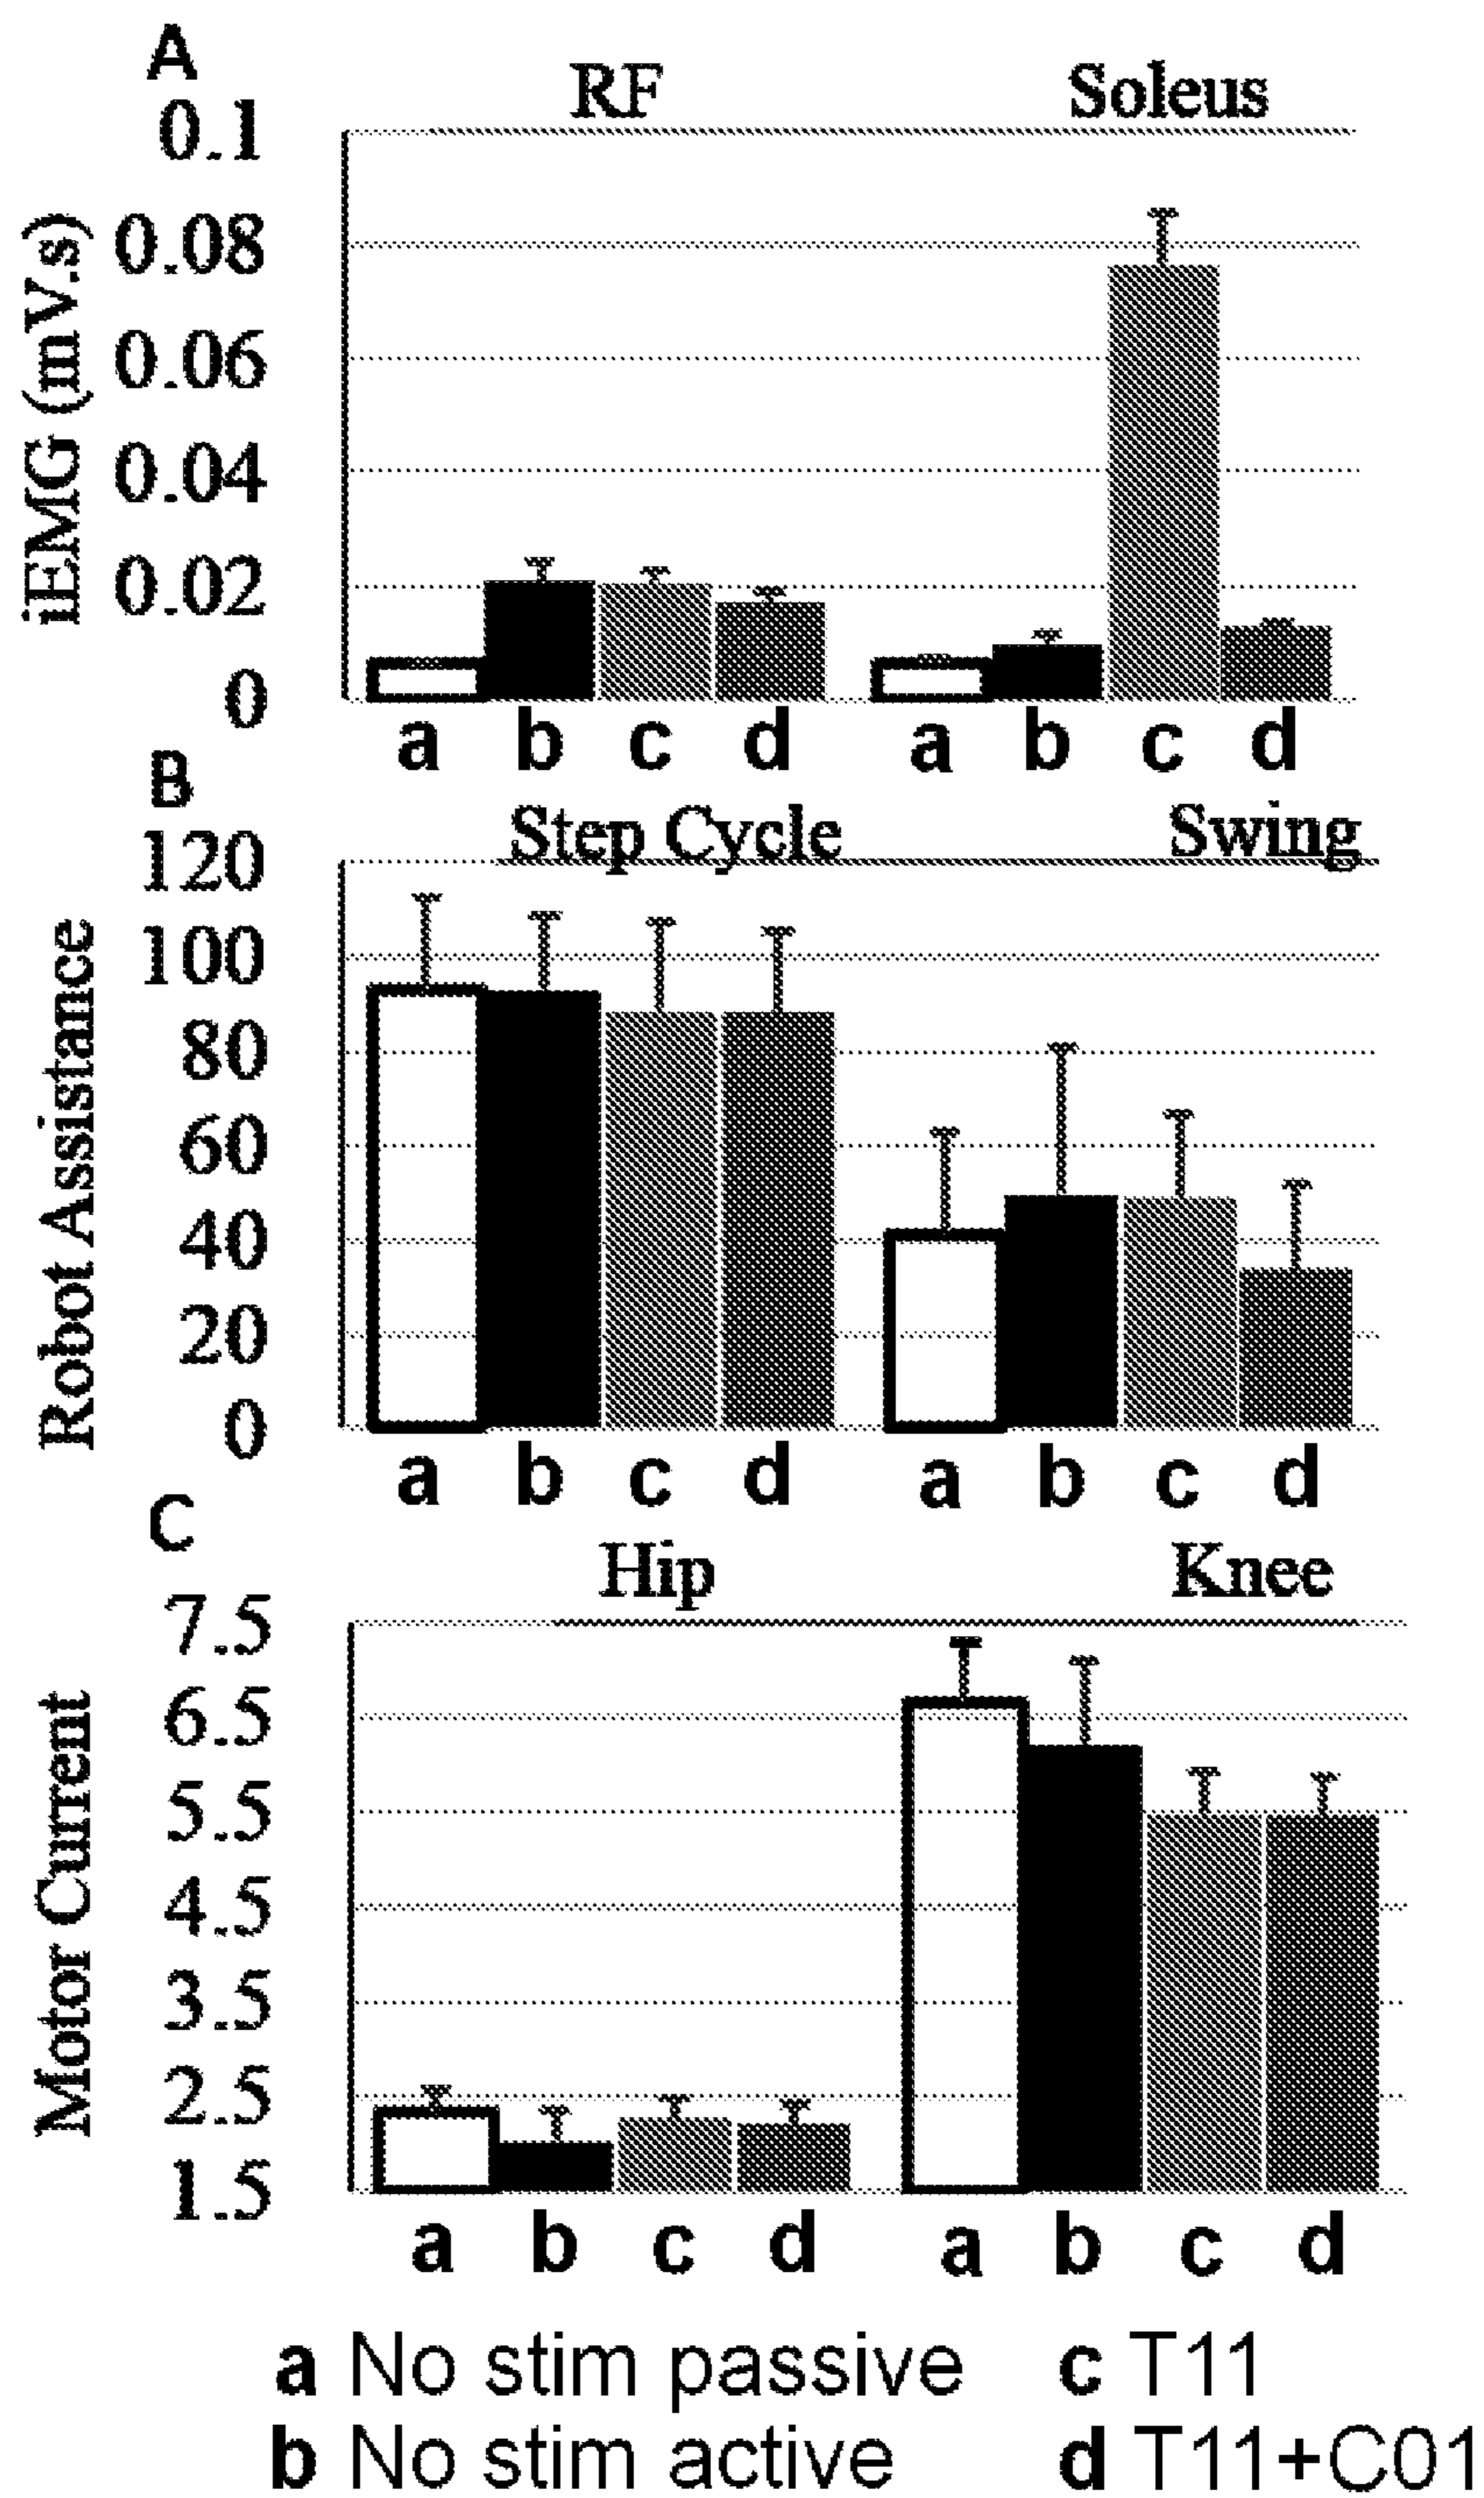 A
RF Soleus
0.1
0.08
0.06
0.04
0.02
0
iEMG (mV.s)
a b c d a b c d
B
Step Cycle Swing
120
100
80
60
40
20
0
Robot Assistance
a b c d a b c d
C
Hip Knee
7.5
6.5
5.5
4.5
3.5
2.5
1.5
Motor Current
a b c d a b c d
a No stim passive c T11
b No stim active d T11+C01